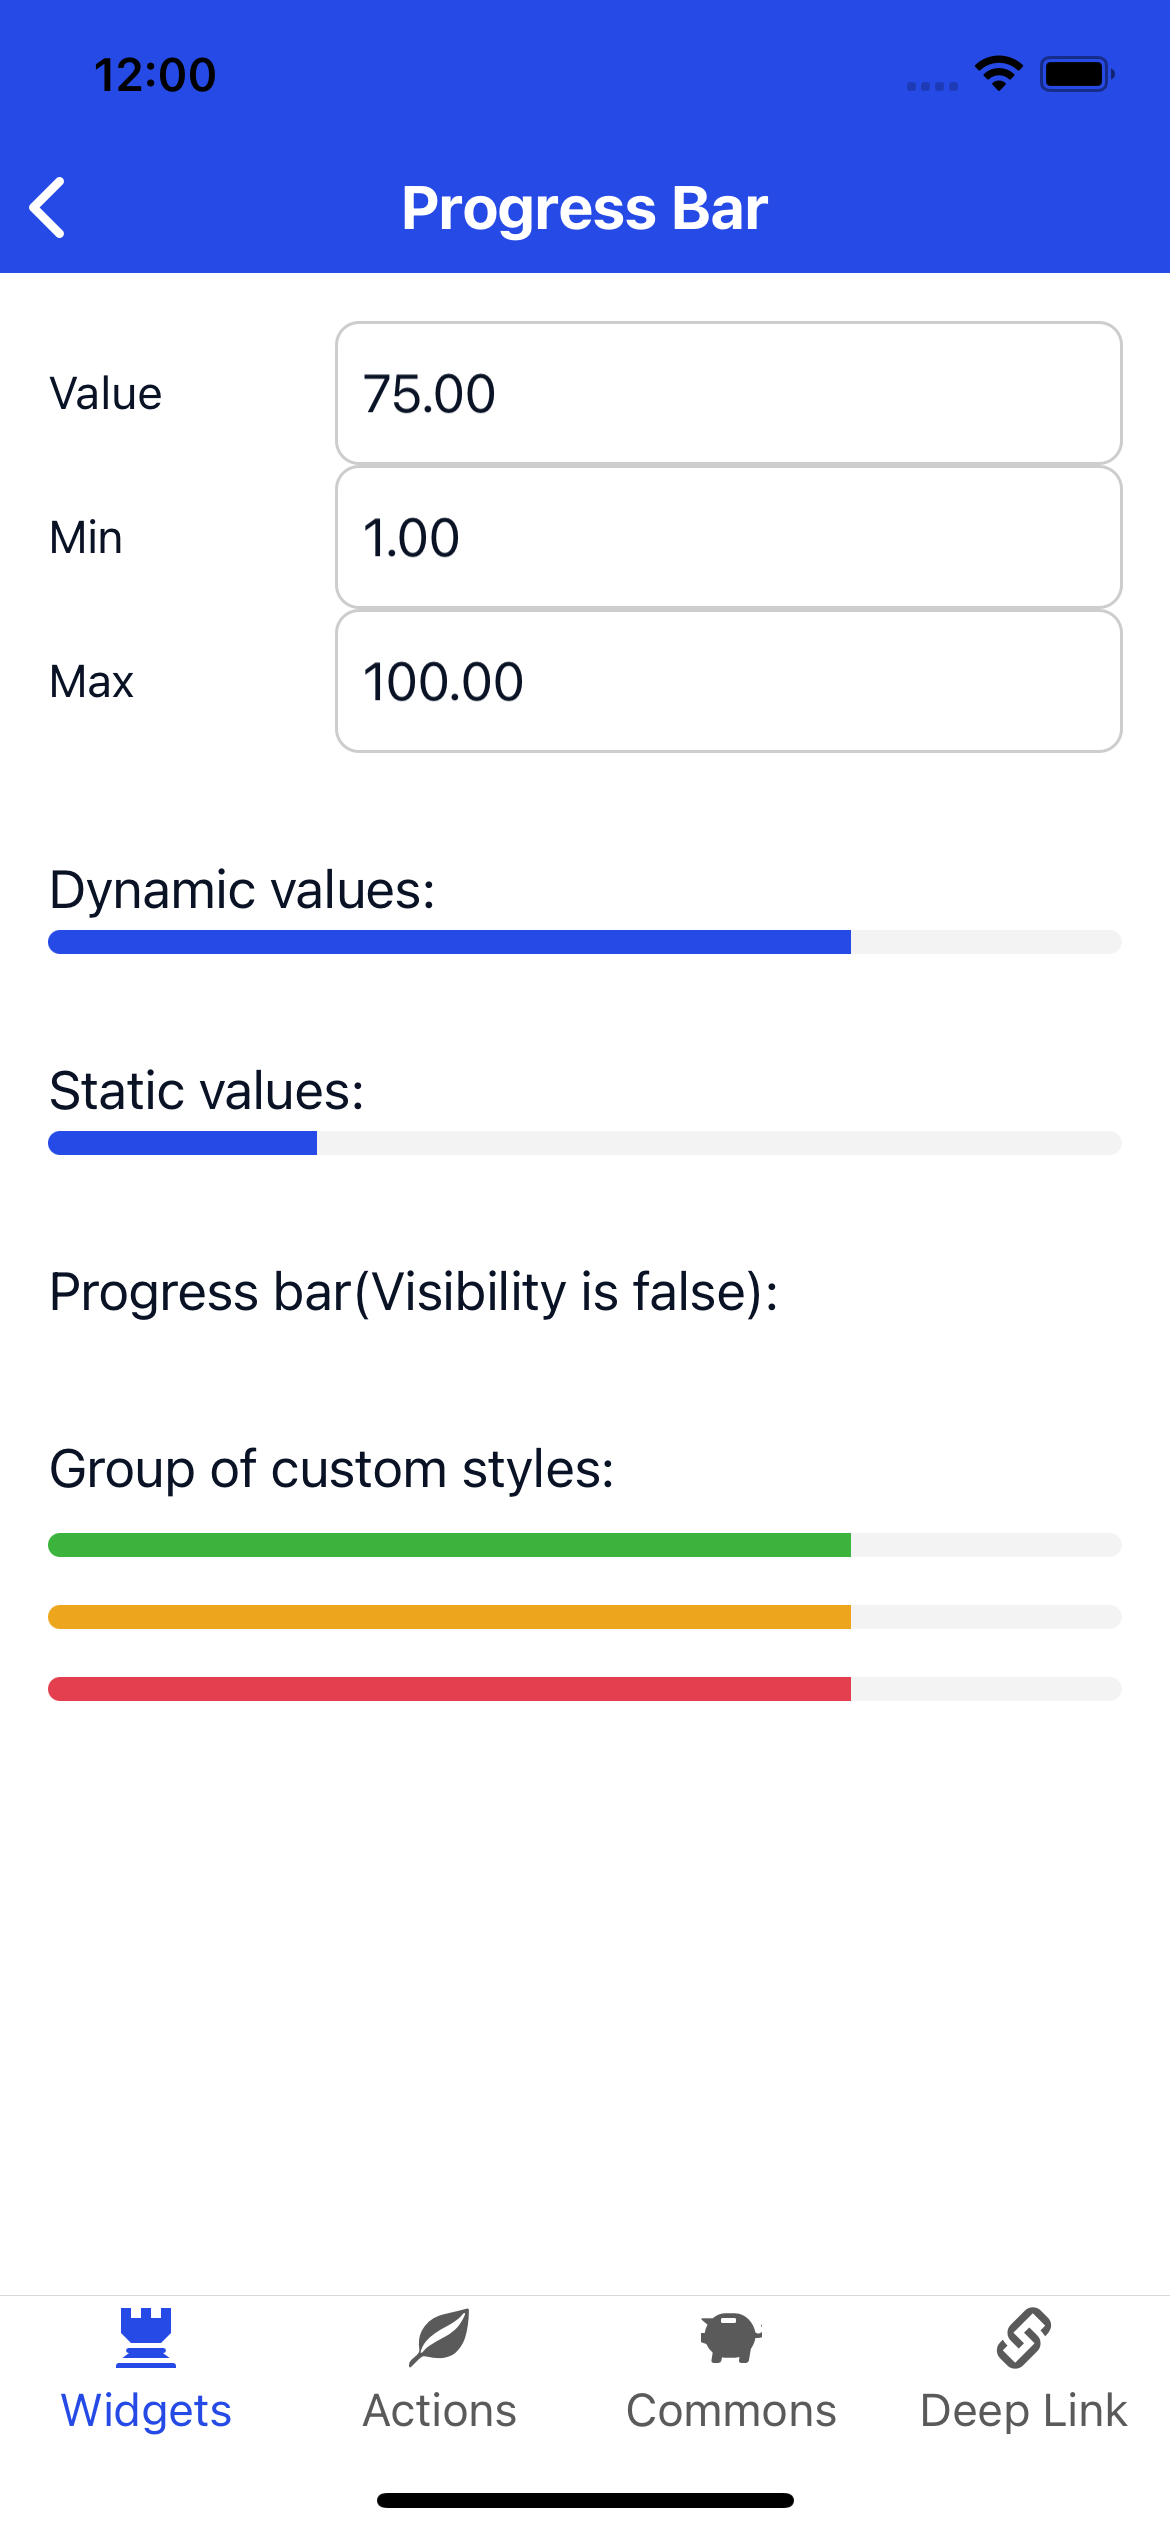 12:00
Progress Bar
Value
75.00
Min
1.00
Max
100.00
Dynamic values:
Static values:
Progress bar(Visibility is false):
Group of custom styles:
Widgets
Actions
Commons
Deep Link